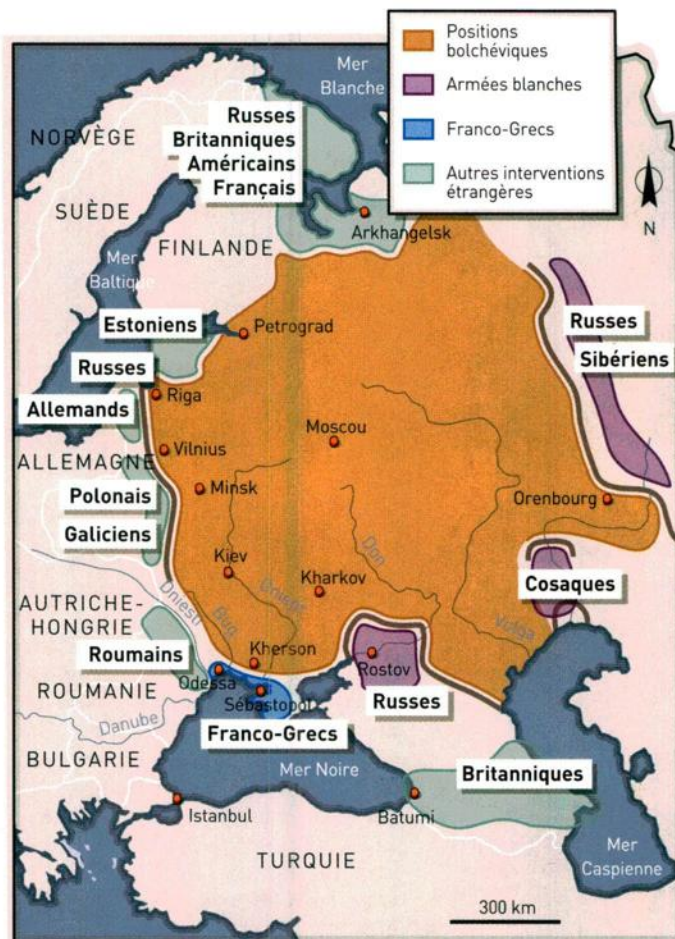 Positions
bolchéviques
Armées blanches
Franco-Grecs
Autres interventions
étrangères
N
Mer
Blanche
NORVÈGE
Russes
Britanniques
Américains
Français
SUÈDE
FINLANDE
Arkhangelsk
Mer
Baltique
Estoniens
Petrograd
Russes
Sibériens
Russes
Riga
Allemands
Moscou
Vilnius
ALLEMAGNE
Minsk
Polonais
Orenbourg
Galiciens
Kiev
Don
Kharkov
Cosaques
Dniestr
Bug
Dniepr
Volga
AUTRICHE-
HONGRIE
Roumains
Kherson
Rostov
Odessa
ROUMANIE
Sébastopol
Russes
Danube
Franco-Grecs
BULGARIE
Mer Noire
Britanniques
Istanbul
Batumi
Mer
Caspienne
TURQUIE
300 km